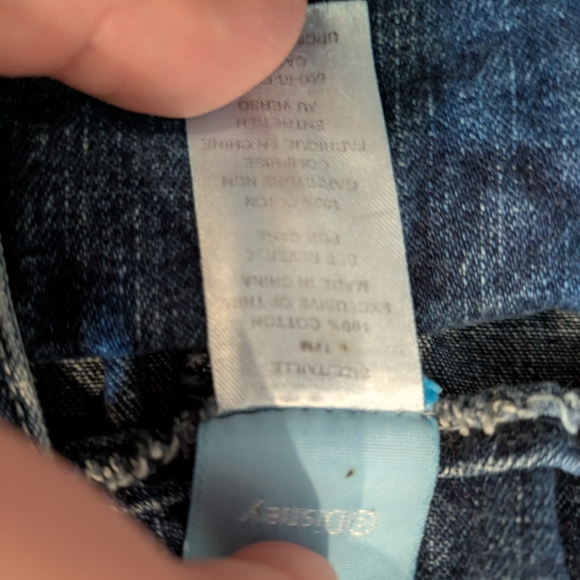 ©Disney
SIZE/TAILLE
12M
100% COTTON
EXCLUSIVE OF TRIM
MADE IN CHINA
SEE REVERSE
FOR CARE
100% COTON
GARNITURE NON
COMPRISE
FABRIQUE EN CHINE
ENTRETIEN
AU VERSO